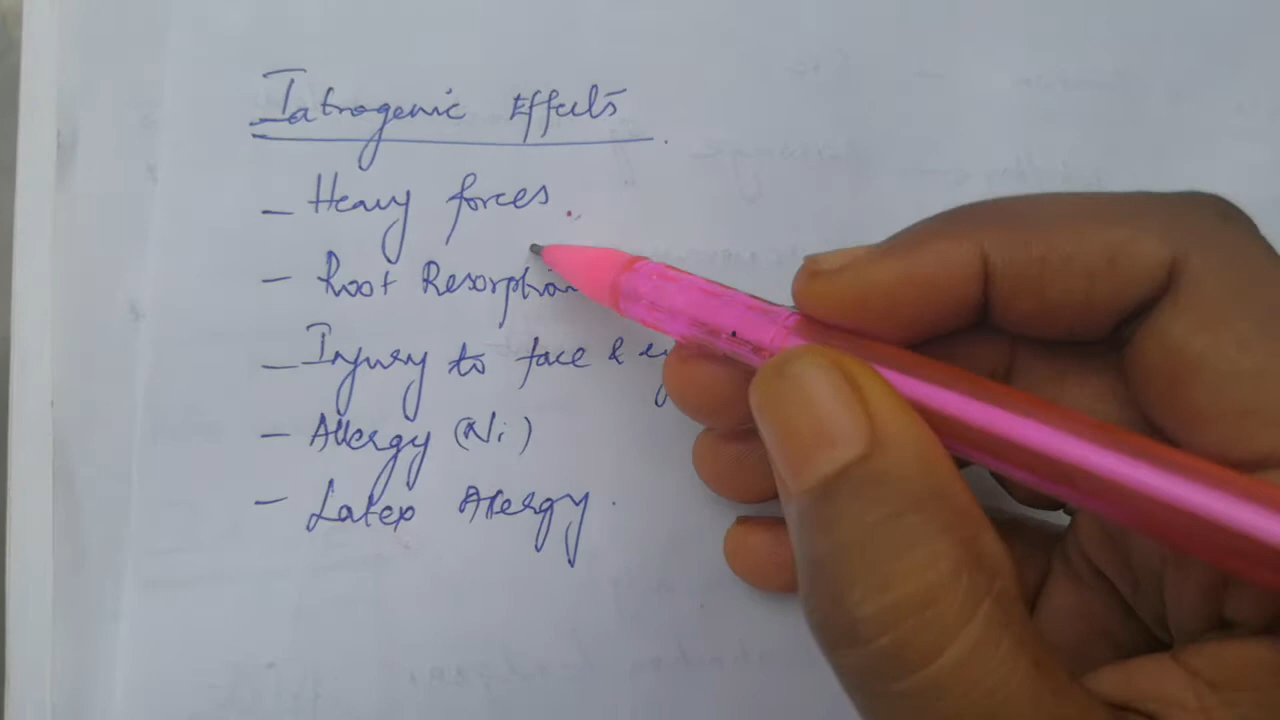 Iatrogenic Effects
- Heavy forces.
- Root Resorption
- Injury to face &
- Allergy (Ni)
- Latex Allergy.